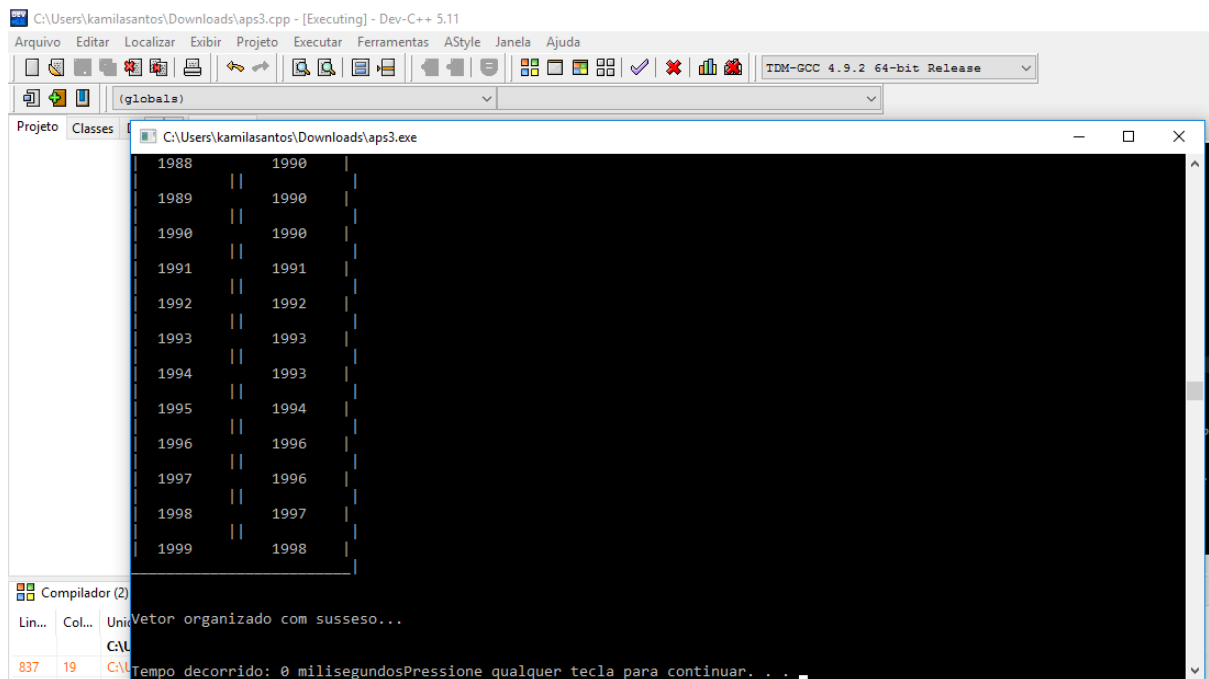 C:\Users\kamilasantos\Downloads\aps3.cpp - [Executing] - Dev-C++ 5.11
Arquivo Editar Localizar Exibir Projeto Executar Ferramentas AStyle Janela Ajuda
TDM-GCC 4.9.2 64-bit Release
(globals)
Projeto Classes
C:\Users\kamilasantos\Downloads\aps3.exe
| 1988 1990 |
|| |
| 1989 1990 |
|| |
| 1990 1990 |
|| |
| 1991 1991 |
|| |
| 1992 1992 |
|| |
| 1993 1993 |
|| |
| 1994 1993 |
|| |
| 1995 1994 |
|| |
| 1996 1996 |
|| |
| 1997 1996 |
|| |
| 1998 1997 |
|| |
| 1999 1998 |
_________________________|
Compilador (2)
Lin... Col... Vetor organizado com susseso...
837 19 Tempo decorrido: 0 milisegundosPressione qualquer tecla para continuar. . .